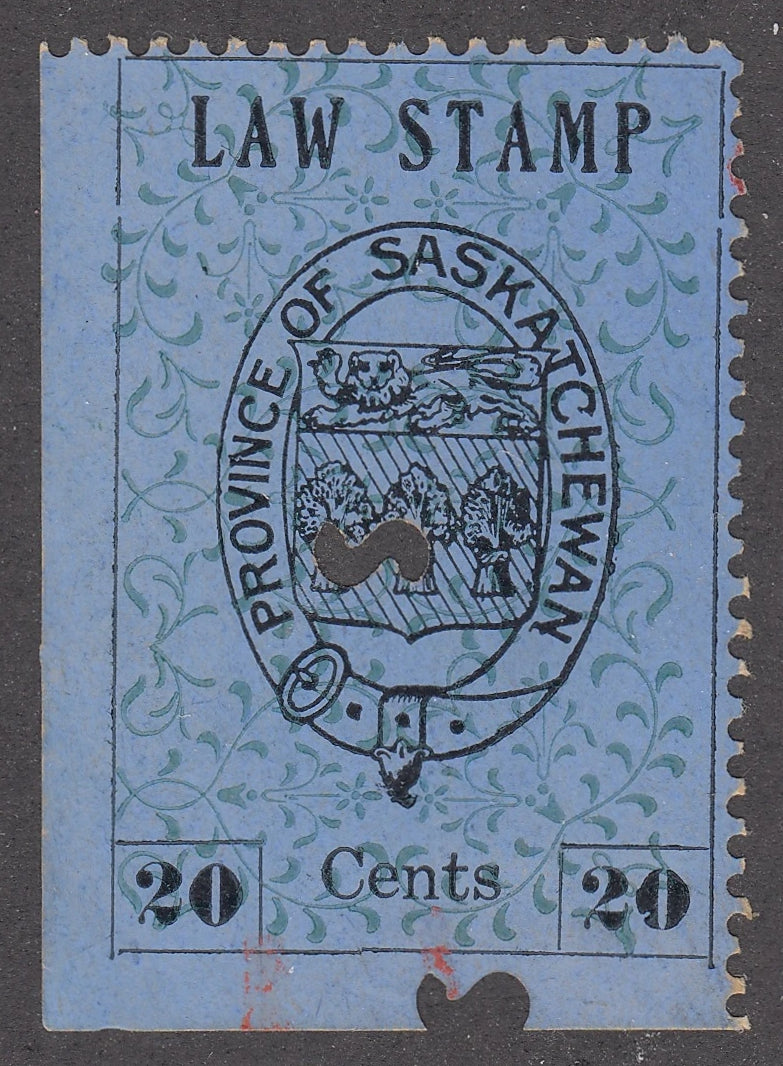 LAW STAMP
PROVINCE OF SASKATCHEWAN
20 Cents 20